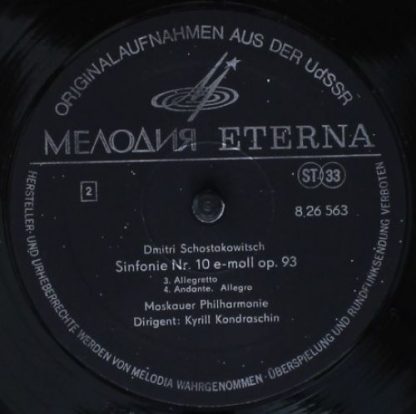 ORIGINALAUFNAHMEN AUS DER UdSSR
МЕЛОДИЯ ETERNA
2
ST 33
8 26 563
Dmitri Schostakowitsch
Sinfonie Nr. 10 e-moll op. 93
3. Allegretto
4. Andante. Allegro
Moskauer Philharmonie
Dirigent: Kyrill Kondraschin
HERSTELLER- UND URHEBERRECHTE WERDEN VON MELODIA WAHRGENOMMEN · ÜBERSPIELUNG UND RUNDFUNKSENDUNG VERBOTEN